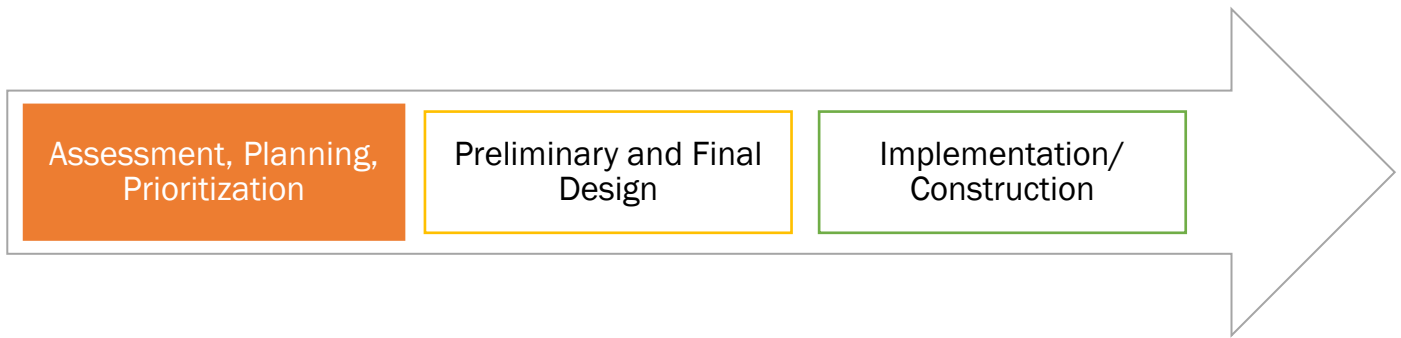 Assessment, Planning,
Prioritization
Preliminary and Final
Design
Implementation/
Construction